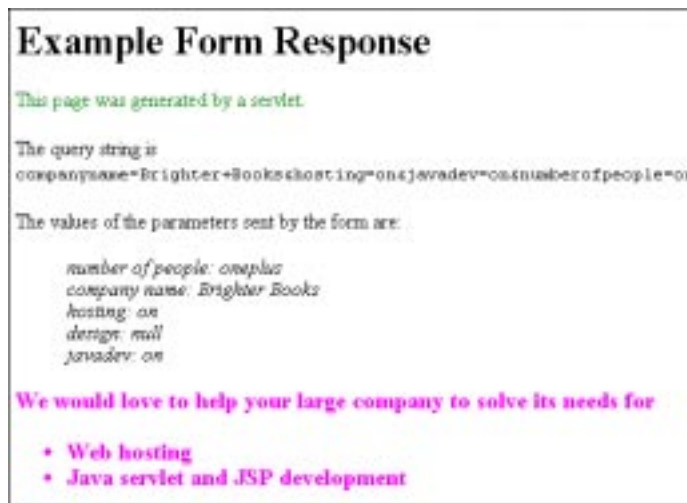 Example Form Response
This page was generated by a servlet.
The query string is
companyname=Brighter+Books&hosting=on&javadev=on&numberofpeople=on
The values of the parameters sent by the form are:
number of people: oneplus
company name: Brighter Books
hosting: on
design: null
javadev: on
We would love to help your large company to solve its needs for
• Web hosting
• Java servlet and JSP development